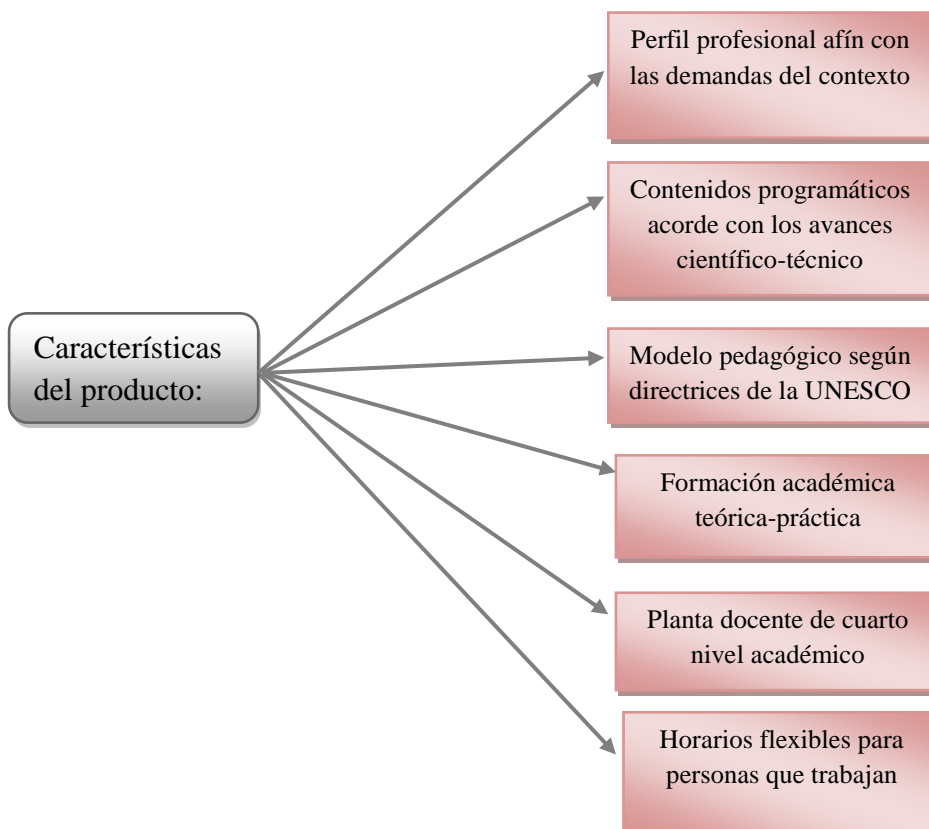 Características
del producto:
Perfil profesional afín con
las demandas del contexto
Contenidos programáticos
acorde con los avances
científico-técnico
Modelo pedagógico según
directrices de la UNESCO
Formación académica
teórica-práctica
Planta docente de cuarto
nivel académico
Horarios flexibles para
personas que trabajan